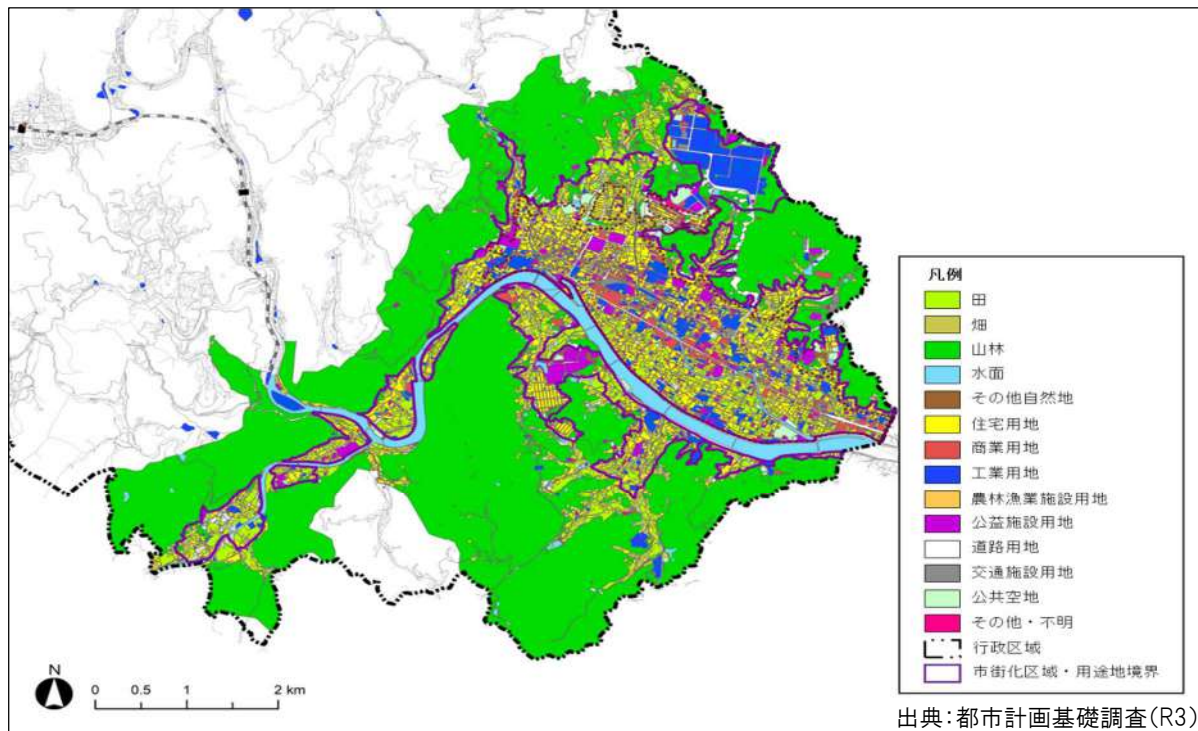 凡例
田
畑
山林
水面
その他自然地
住宅用地
商業用地
工業用地
農林漁業施設用地
公益施設用地
道路用地
交通施設用地
公共空地
その他・不明
行政区域
市街化区域・用途地境界
N
0 0.5 1 2 km
出典:都市計画基礎調査(R3)